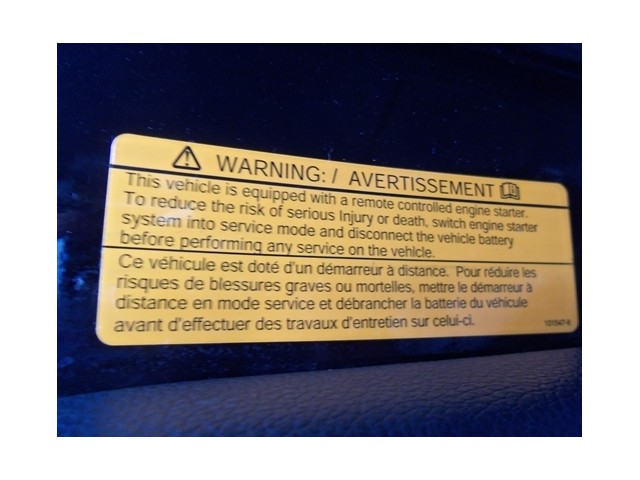 WARNING: / AVERTISSEMENT
This vehicle is equipped with a remote controlled engine starter.
To reduce the risk of serious Injury or death, switch engine starter
system into service mode and disconnect the vehicle battery
before performing any service on the vehicle.
Ce véhicule est doté d'un démarreur à distance. Pour réduire les
risques de blessures graves ou mortelles, mettre le démarreur à
distance en mode service et débrancher la batterie du véhicule
avant d'effectuer des travaux d'entretien sur celui-ci.